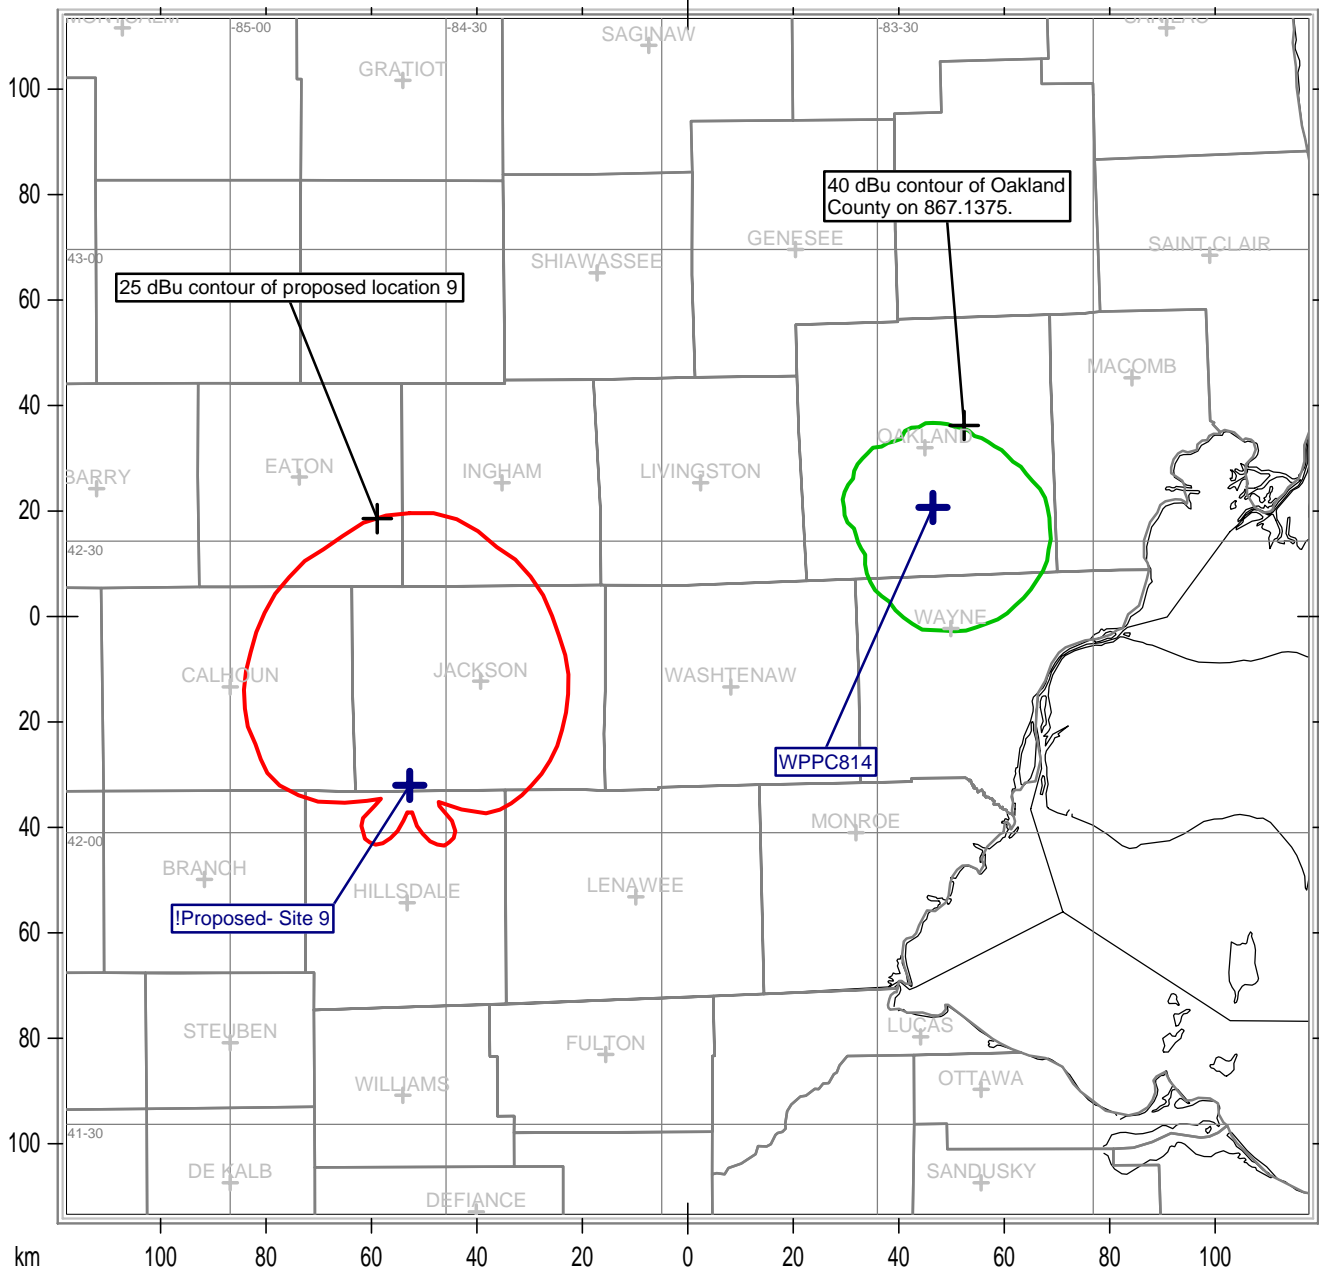 -85-00
-84-30
-83-30
SAGINAW
GRATIOT
100
40 dBu contour of Oakland
County on 867.1375.
80
GENESEE
SAINT CLAIR
43-00
SHIAWASSEE
25 dBu contour of proposed location 9
60
MACOMB
40
OAKLAND
BARRY
EATON
INGHAM
LIVINGSTON
20
42-30
0
WAYNE
CALHOUN
JACKSON
WASHTENAW
20
WPPC814
40
MONROE
42-00
BRANCH
HILLSDALE
LENAWEE
!Proposed- Site 9
60
STEUBEN
FULTON
LUCAS
80
WILLIAMS
OTTAWA
41-30
100
DE KALB
SANDUSKY
DEFIANCE
km
100
80
60
40
20
0
20
40
60
80
100